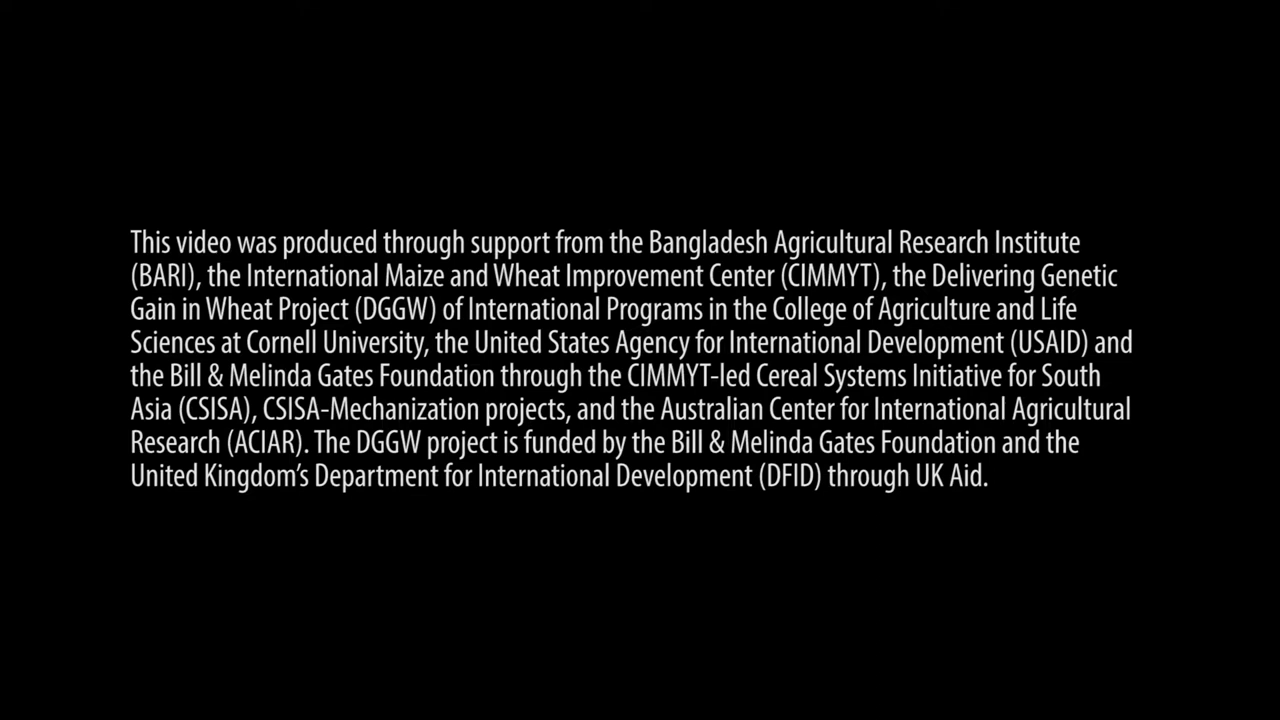 This video was produced through support from the Bangladesh Agricultural Research Institute
(BARI), the International Maize and Wheat Improvement Center (CIMMYT), the Delivering Genetic
Gain in Wheat Project (DGGW) of International Programs in the College of Agriculture and Life
Sciences at Cornell University, the United States Agency for International Development (USAID) and
the Bill & Melinda Gates Foundation through the CIMMYT-led Cereal Systems Initiative for South
Asia (CSISA), CSISA-Mechanization projects, and the Australian Center for International Agricultural
Research (ACIAR). The DGGW project is funded by the Bill & Melinda Gates Foundation and the
United Kingdom’s Department for International Development (DFID) through UK Aid.